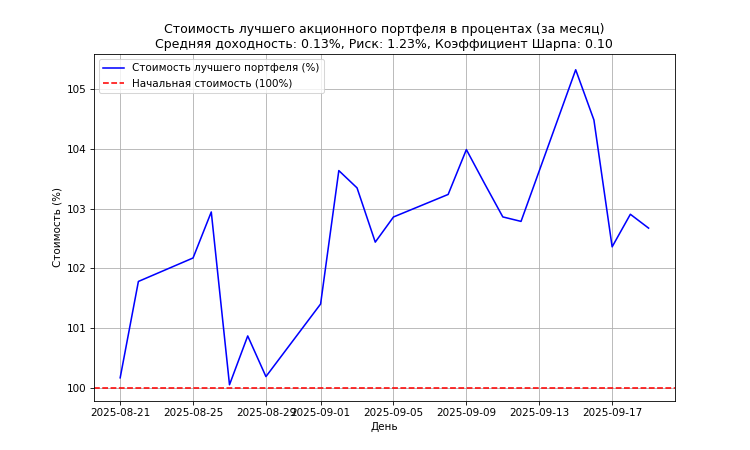 Стоимость лучшего акционного портфеля в процентах (за месяц)
Средняя доходность: 0.13%, Риск: 1.23%, Коэффициент Шарпа: 0.10
Стоимость лучшего портфеля (%)
Начальная стоимость (100%)
Стоимость (%)
105
104
103
102
101
100
2025-08-21 2025-08-25 2025-08-29 2025-09-01 2025-09-05 2025-09-09 2025-09-13 2025-09-17
День